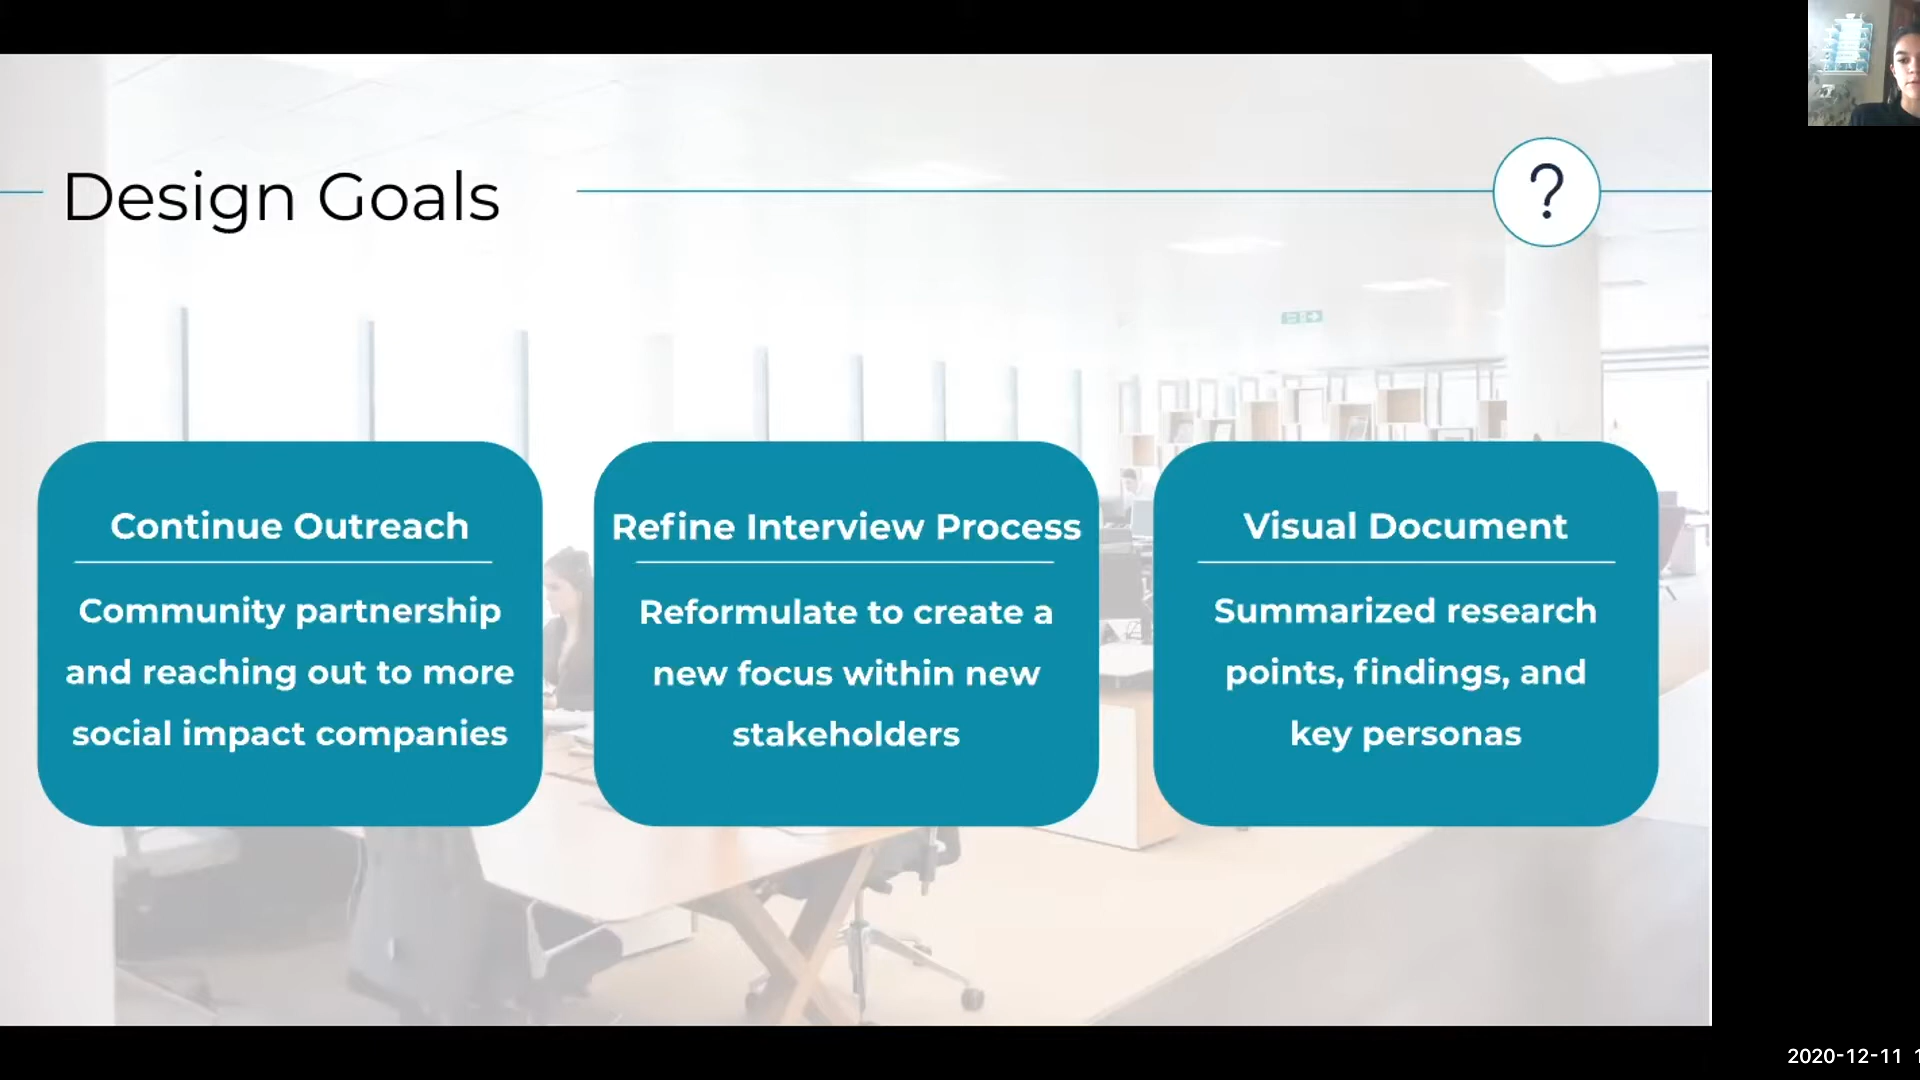 Design Goals
?
Continue Outreach
Community partnership
and reaching out to more
social impact companies
Refine Interview Process
Reformulate to create a
new focus within new
stakeholders
Visual Document
Summarized research
points, findings, and
key personas
2020-12-11